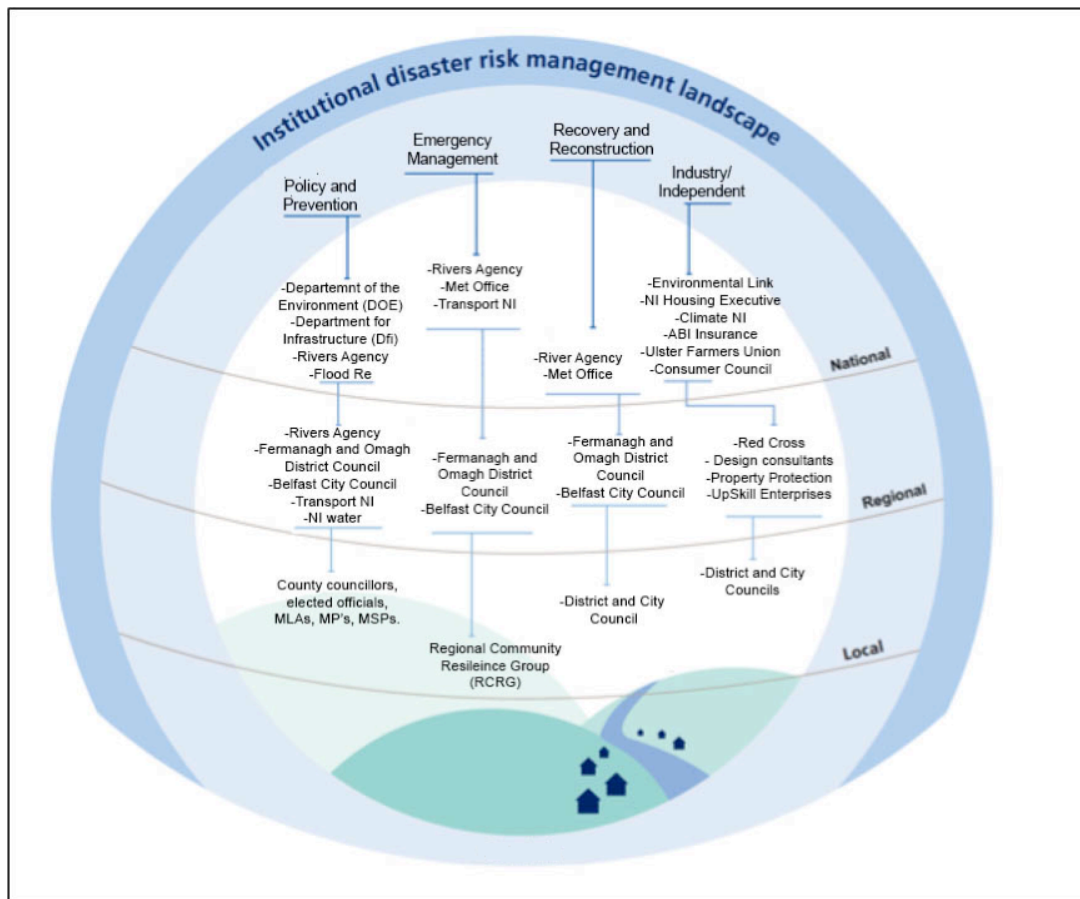 Institutional disaster risk management landscape
Policy and
Prevention
-Departemnt of the
Environment (DOE)
-Department for
Infrastructure (Dfi)
-Rivers Agency
-Flood Re
-Rivers Agency
-Fermanagh and Omagh
District Council
-Belfast City Council
-Transport NI
-NI water
County councillors,
elected officials,
MLAs, MP's, MSPs.
Emergency
Management
-Rivers Agency
-Met Office
-Transport NI
-Fermanagh and
Omagh District
Council
-Belfast City Council
Regional Community
Resileince Group
(RCRG)
Recovery and
Reconstruction
-River Agency
-Met Office
-Fermanagh and
Omagh District
Council
-Belfast City Council
-District and City
Council
Industry/
Independent
-Environmental Link
-NI Housing Executive
-Climate NI
-ABI Insurance
-Ulster Farmers Union
-Consumer Council
-Red Cross
- Design consultants
-Property Protection
-UpSkill Enterprises
-District and City
Councils
National
Regional
Local